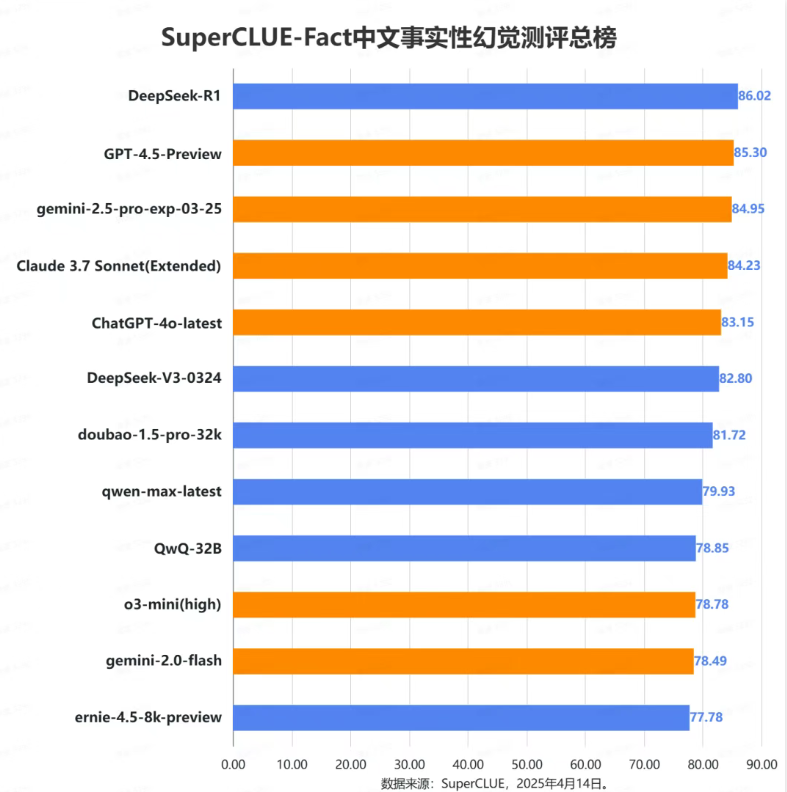 SuperCLUE-Fact中文事实性幻觉测评总榜
DeepSeek-R1 86.02
GPT-4.5-Preview 85.30
gemini-2.5-pro-exp-03-25 84.95
Claude 3.7 Sonnet(Extended) 84.23
ChatGPT-4o-latest 83.15
DeepSeek-V3-0324 82.80
doubao-1.5-pro-32k 81.72
qwen-max-latest 79.93
QwQ-32B 78.85
o3-mini(high) 78.78
gemini-2.0-flash 78.49
ernie-4.5-8k-preview 77.78
0.00 10.00 20.00 30.00 40.00 50.00 60.00 70.00 80.00 90.00
数据来源：SuperCLUE，2025年4月14日。